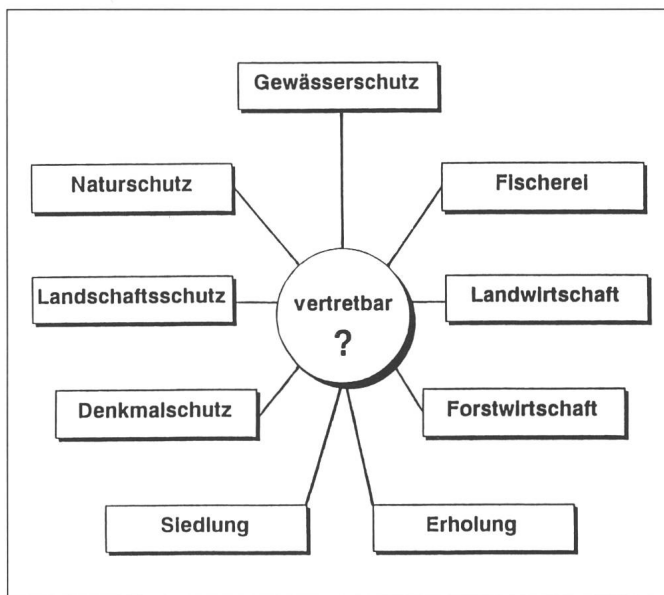 Gewässerschutz
Naturschutz
Fischerei
Landschaftsschutz
vertretbar
?
Landwirtschaft
Denkmalschutz
Forstwirtschaft
Siedlung
Erholung